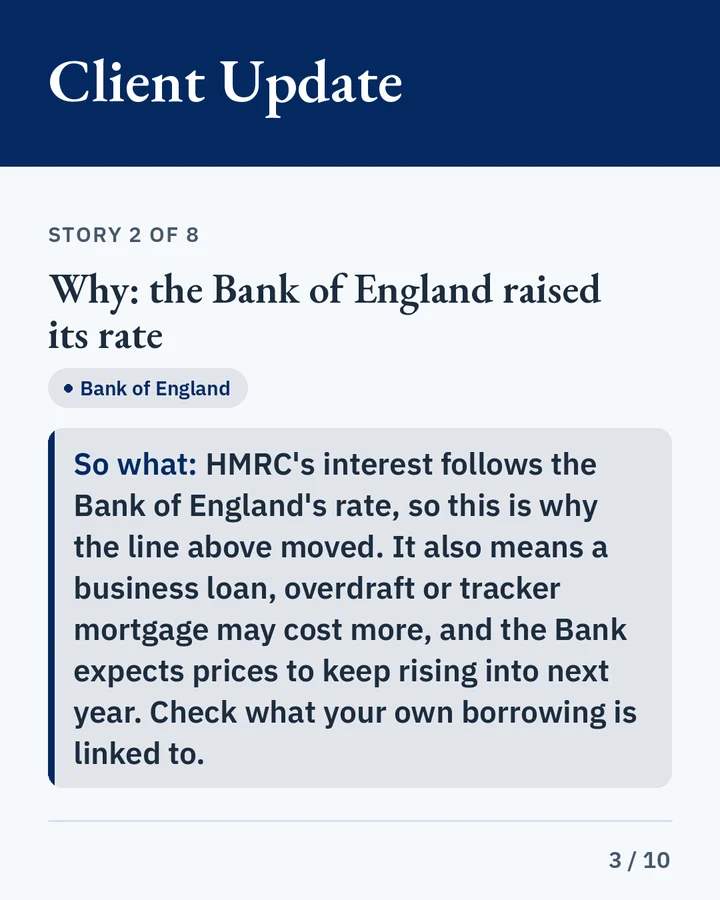 Client Update
STORY 2 OF 8
Why: the Bank of England raised
its rate
• Bank of England
So what: HMRC's interest follows the
Bank of England's rate, so this is why
the line above moved. It also means a
business loan, overdraft or tracker
mortgage may cost more, and the Bank
expects prices to keep rising into next
year. Check what your own borrowing is
linked to.
3 / 10